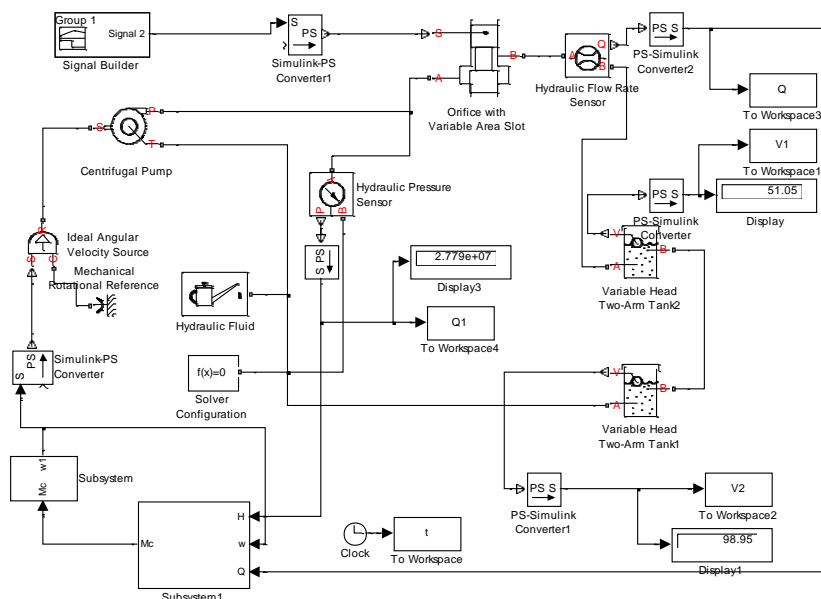 Group 1
Signal 2
Signal Builder
S
PS
Simulink-PS
Converter1
S
A
B
Orifice with
Variable Area Slot
A
Q
B
Hydraulic Flow Rate
Sensor
PS S
PS-Simulink
Converter2
Q
To Workspace3
V1
To Workspace1
PS S
PS-Simulink
Converter
51.05
Display
S
P
T
Centrifugal Pump
A
P
B
Hydraulic Pressure
Sensor
S PS
2.779e+07
Display3
Q1
To Workspace4
V
A
B
Variable Head
Two-Arm Tank2
R
S
C
Ideal Angular
Velocity Source
Mechanical
Rotational Reference
Hydraulic Fluid
f(x)=0
Solver
Configuration
S PS
Simulink-PS
Converter
V
A
B
Variable Head
Two-Arm Tank1
w1
Mc
Subsystem
Mc
H
w
Q
Subsystem1
Clock
t
To Workspace
PS S
PS-Simulink
Converter1
V2
To Workspace2
98.95
Display1